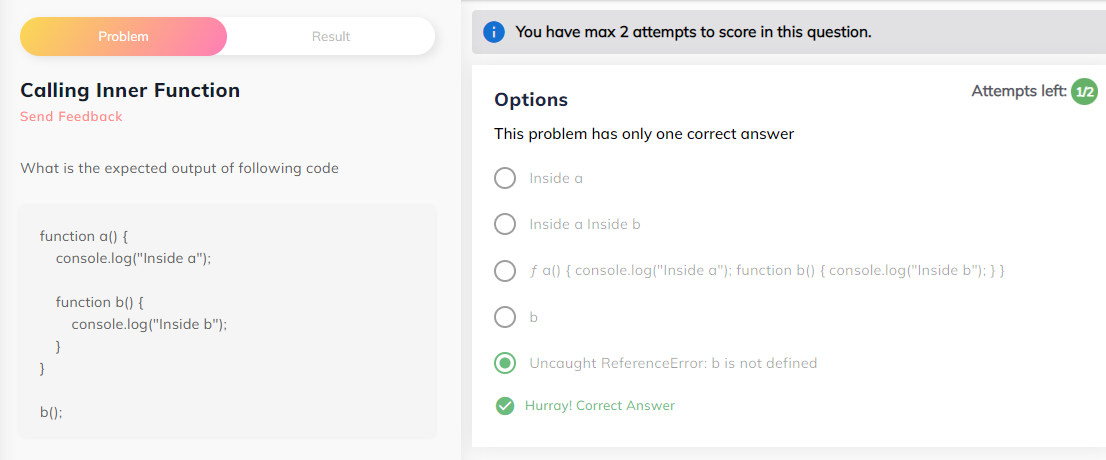 Problem
Result
Calling Inner Function
Send Feedback
What is the expected output of following code
function a() {
console.log("Inside a");
function b() {
console.log("Inside b");
}
}
b();
You have max 2 attempts to score in this question.
Attempts left: 1/2
Options
This problem has only one correct answer
Inside a
Inside a Inside b
ƒ a() { console.log("Inside a"); function b() { console.log("Inside b"); } }
b
Uncaught ReferenceError: b is not defined
Hurray! Correct Answer